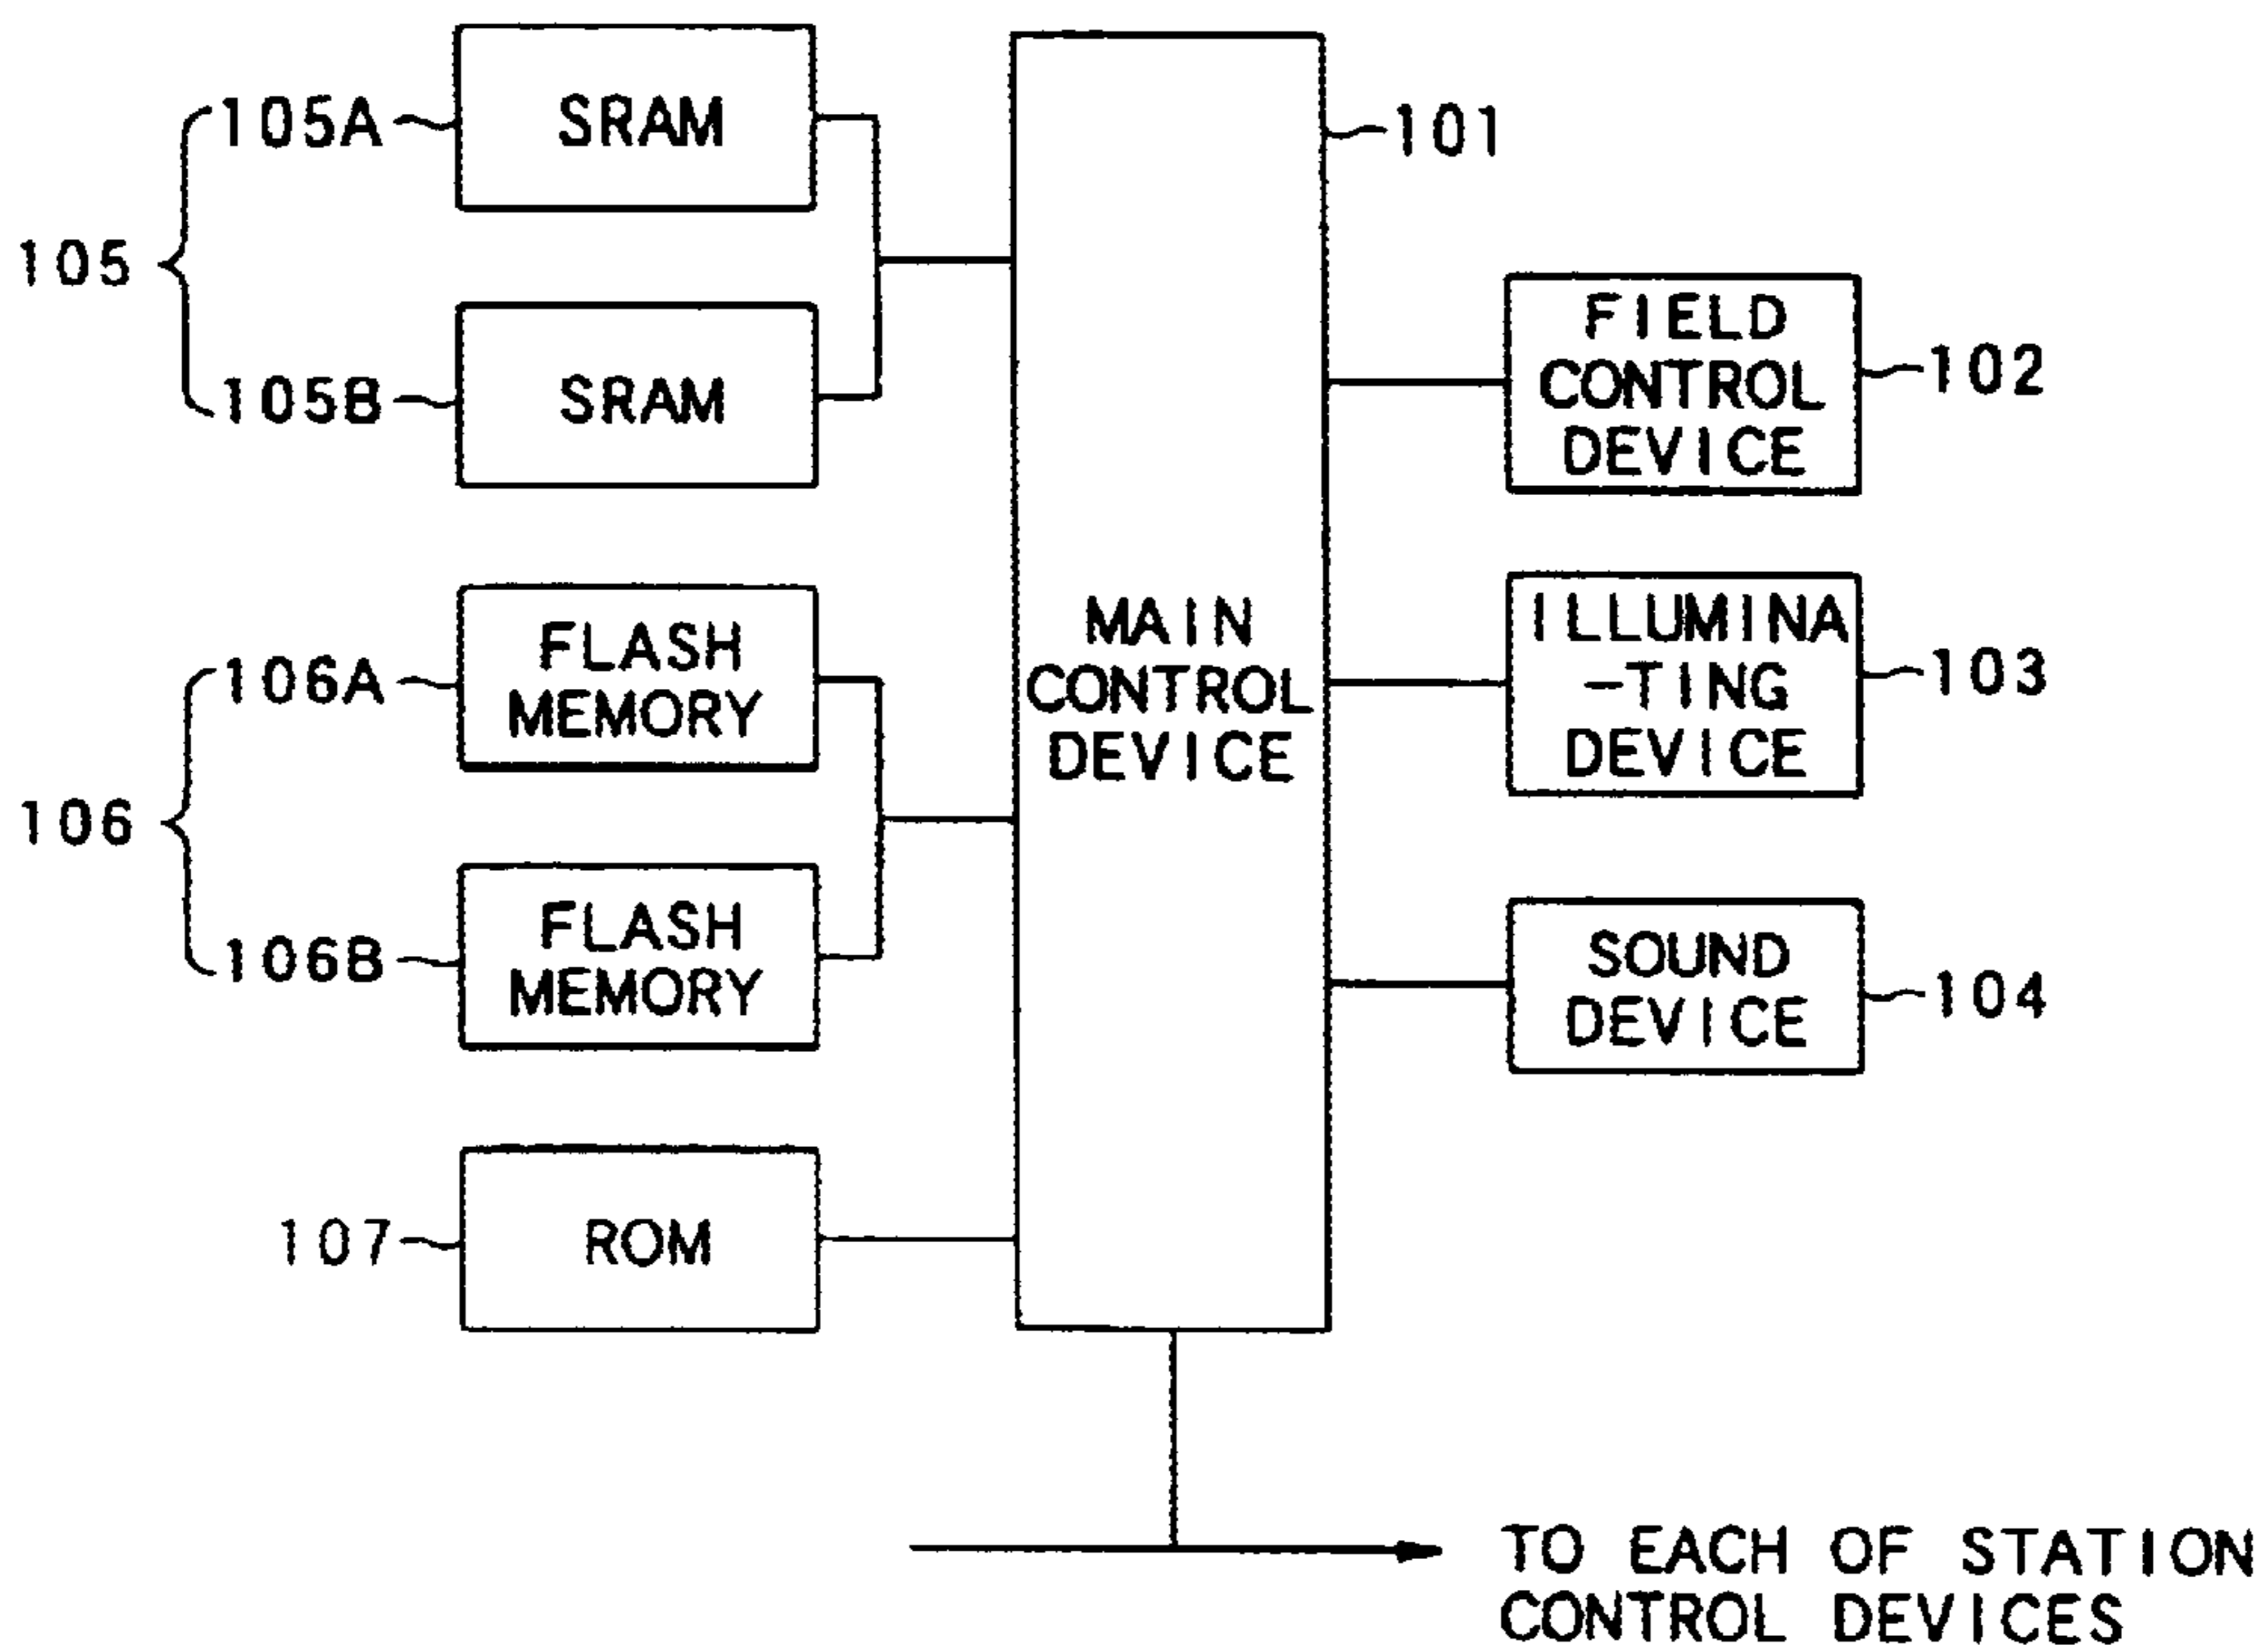 105
105A
SRAM
105B
SRAM
106
106A
FLASH
MEMORY
106B
FLASH
MEMORY
107
ROM
MAIN
CONTROL
DEVICE
101
FIELD
CONTROL
DEVICE
102
ILLUMINA
-TING
DEVICE
103
SOUND
DEVICE
104
TO EACH OF STATION
CONTROL DEVICES